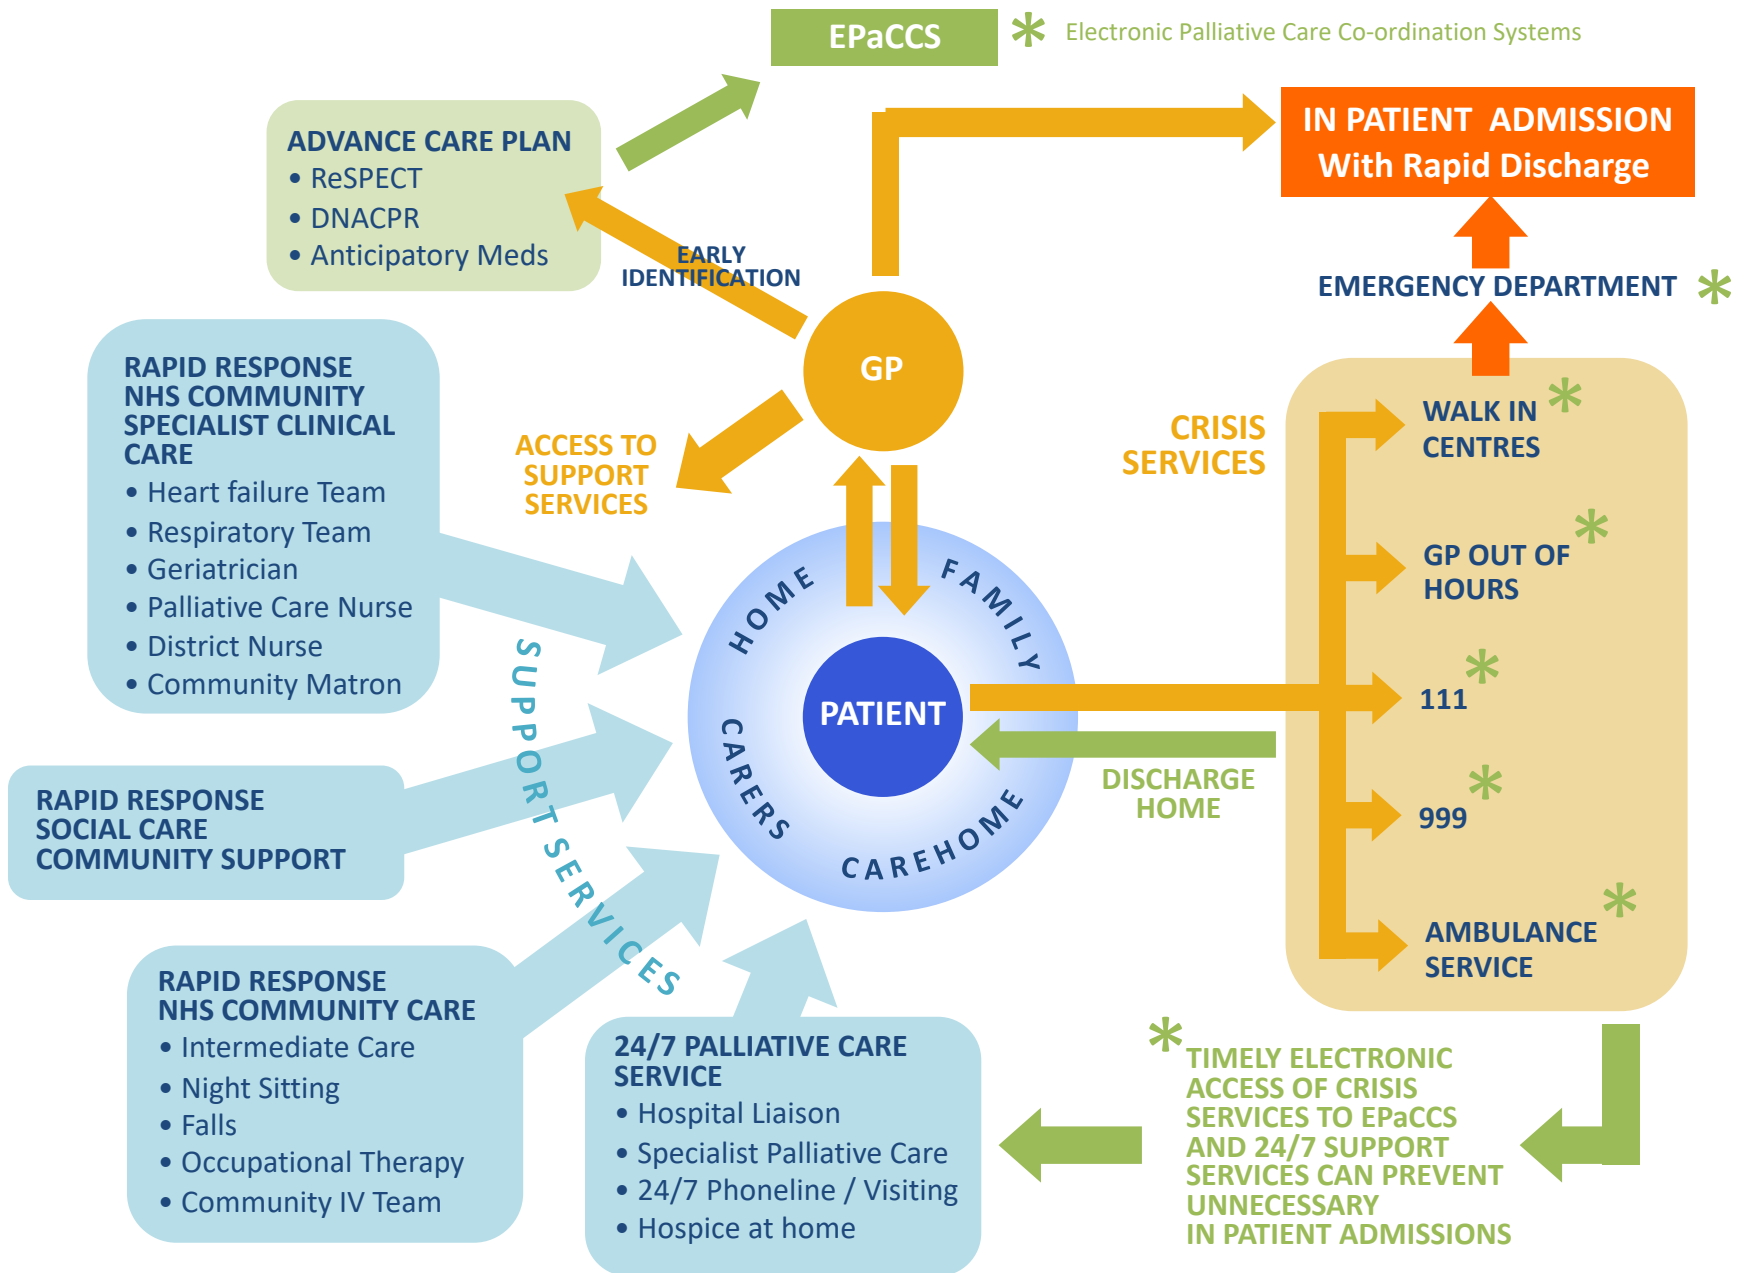 EPaCCS
* Electronic Palliative Care Co-ordination Systems
ADVANCE CARE PLAN
• ReSPECT
• DNACPR
• Anticipatory Meds
IN PATIENT ADMISSION
With Rapid Discharge
EARLY
IDENTIFICATION
EMERGENCY DEPARTMENT *
GP
RAPID RESPONSE
NHS COMMUNITY
SPECIALIST CLINICAL
CARE
• Heart failure Team
• Respiratory Team
• Geriatrician
• Palliative Care Nurse
• District Nurse
• Community Matron
ACCESS TO
SUPPORT
SERVICES
CRISIS
SERVICES
WALK IN *
CENTRES
GP OUT OF *
HOURS
111 *
999 *
AMBULANCE *
SERVICE
HOME
FAMILY
PATIENT
CARERS
CAREHOME
DISCHARGE
HOME
SUPPORT SERVICES
RAPID RESPONSE
SOCIAL CARE
COMMUNITY SUPPORT
RAPID RESPONSE
NHS COMMUNITY CARE
• Intermediate Care
• Night Sitting
• Falls
• Occupational Therapy
• Community IV Team
24/7 PALLIATIVE CARE
SERVICE
• Hospital Liaison
• Specialist Palliative Care
• 24/7 Phoneline / Visiting
• Hospice at home
* TIMELY ELECTRONIC
ACCESS OF CRISIS
SERVICES TO EPaCCS
AND 24/7 SUPPORT
SERVICES CAN PREVENT
UNNECESSARY
IN PATIENT ADMISSIONS